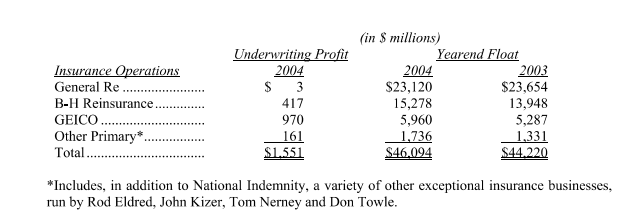 (in $ millions)
Underwriting Profit Yearend Float
Insurance Operations 2004 2004 2003
General Re ........................ $ 3 $23,120 $23,654
B-H Reinsurance.............. 417 15,278 13,948
GEICO .............................. 970 5,960 5,287
Other Primary*................. 161 1,736 1,331
Total.................................. $1,551 $46,094 $44,220
*Includes, in addition to National Indemnity, a variety of other exceptional insurance businesses,
run by Rod Eldred, John Kizer, Tom Nerney and Don Towle.